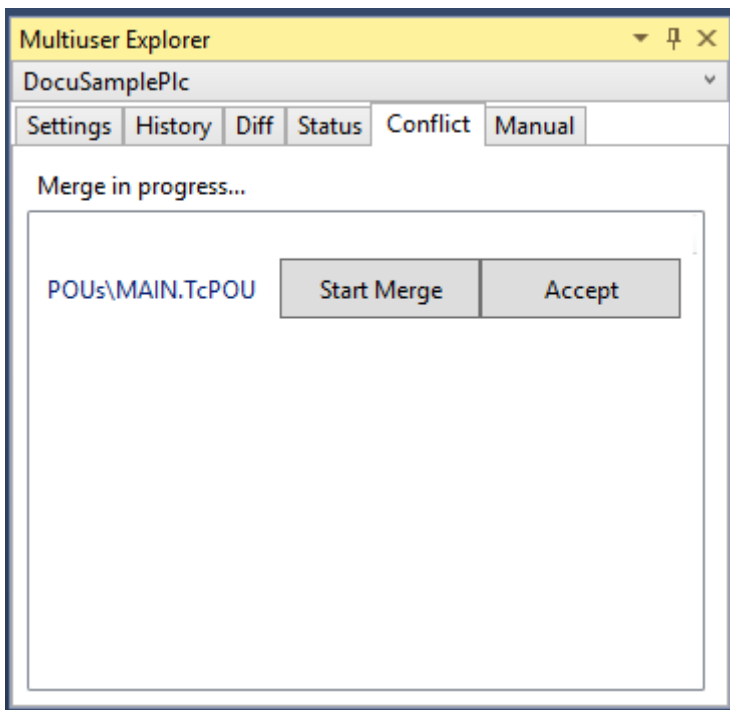 Multiuser Explorer
DocuSamplePlc
Settings History Diff Status Conflict Manual
Merge in progress...
POUs\MAIN.TcPOU Start Merge Accept